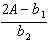 2A − b₁
b₂